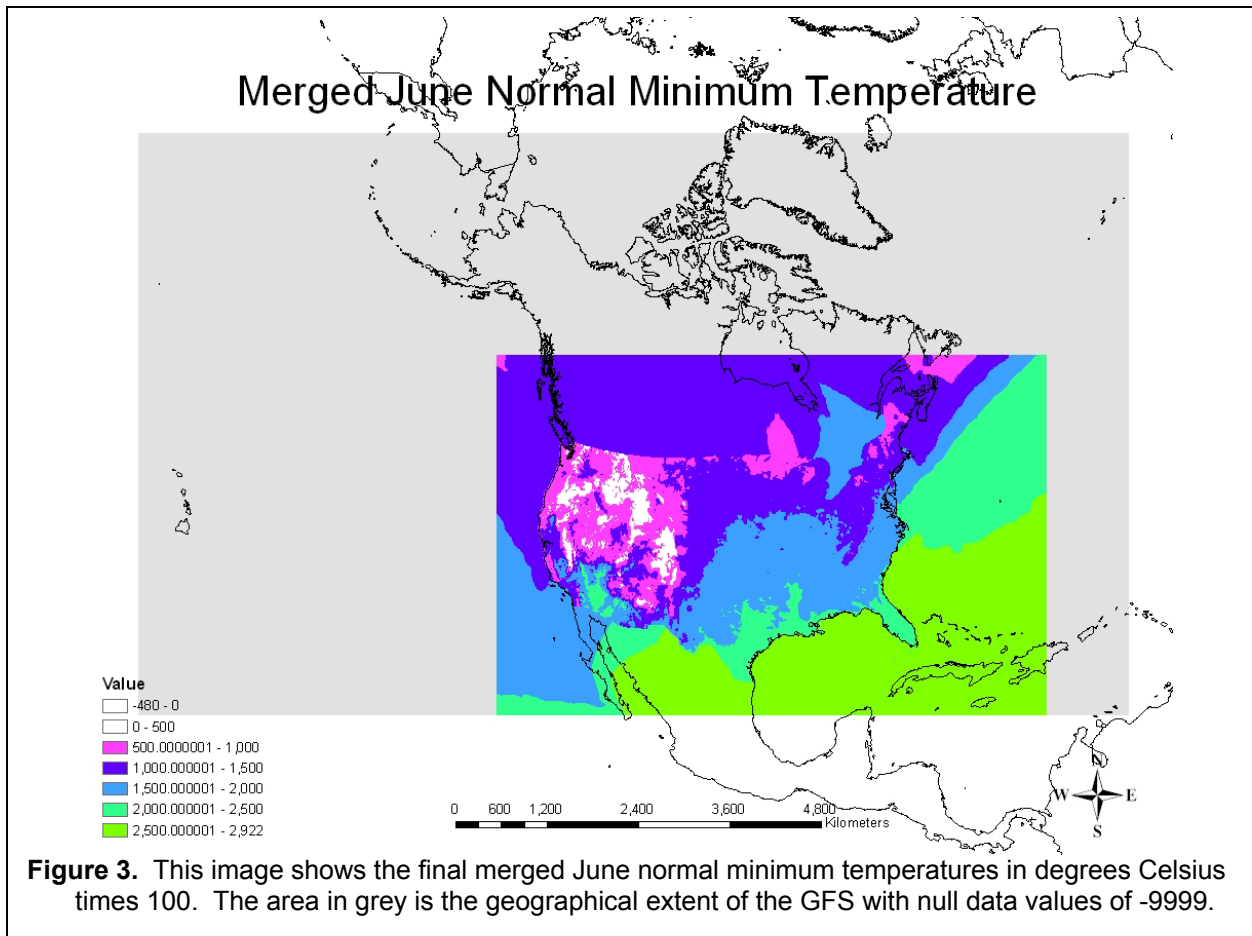 Merged June Normal Minimum Temperature
Value
-480 - 0
0 - 500
500.0000001 - 1,000
1,000.000001 - 1,500
1,500.000001 - 2,000
2,000.000001 - 2,500
2,500.000001 - 2,922
0 600 1,200 2,400 3,600 4,800
Kilometers
N
W E
S
Figure 3. This image shows the final merged June normal minimum temperatures in degrees Celsius
times 100. The area in grey is the geographical extent of the GFS with null data values of -9999.